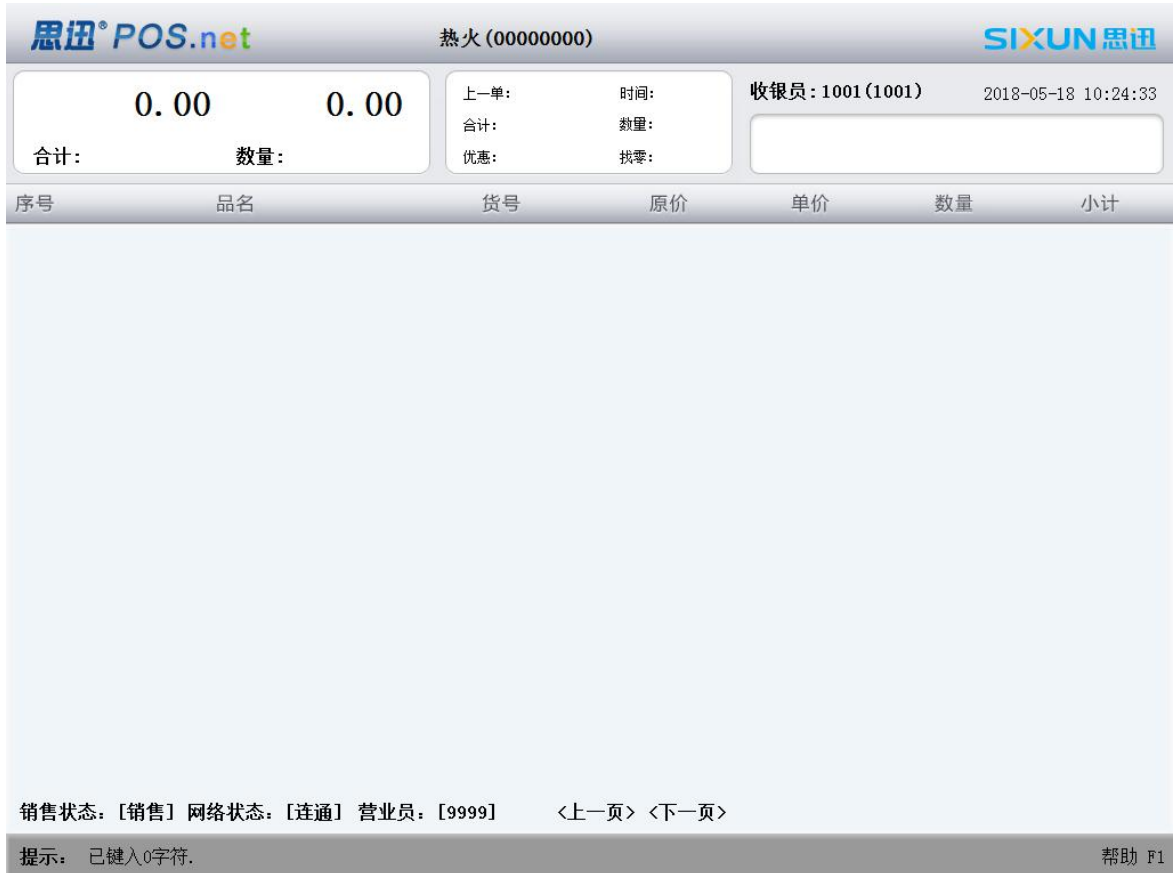 思迅®POS.net 热火(00000000) SIXUN思迅
0.00 0.00
合计: 数量:
上一单: 时间:
合计: 数量:
优惠: 找零:
收银员:1001(1001) 2018-05-18 10:24:33
序号 品名 货号 原价 单价 数量 小计
销售状态: [销售] 网络状态: [连通] 营业员: [9999] <上一页> <下一页>
提示: 已键入0字符. 帮助 F1